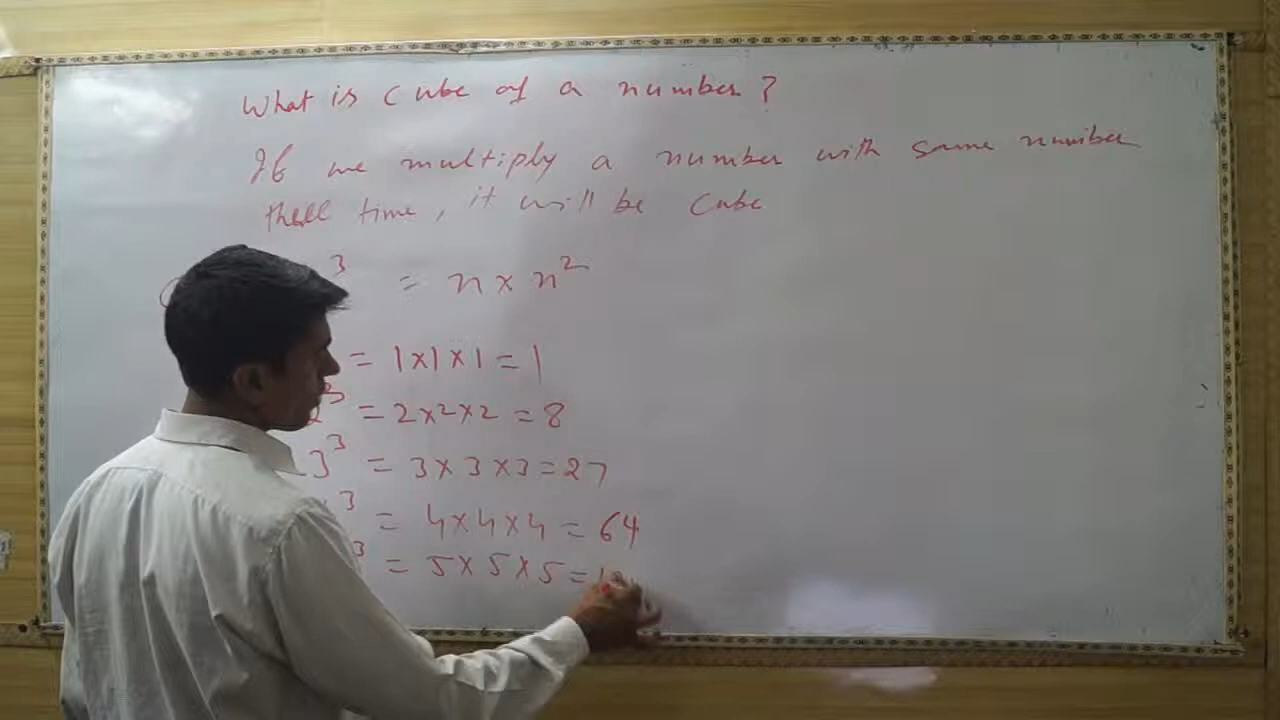 What is cube of a number?
If we multiply a number with same number
three time, it will be cube
3 = n × n²
= 1×1×1 = 1
2³ = 2×2×2 = 8
3³ = 3×3×3 = 27
3 = 4×4×4 = 64
3 = 5×5×5 =